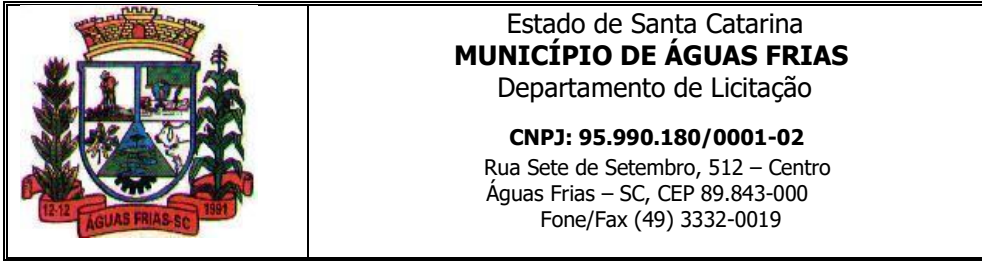 12-12
ÁGUAS FRIAS-SC
1991
Estado de Santa Catarina
MUNICÍPIO DE ÁGUAS FRIAS
Departamento de Licitação
CNPJ: 95.990.180/0001-02
Rua Sete de Setembro, 512 – Centro
Águas Frias – SC, CEP 89.843-000
Fone/Fax (49) 3332-0019